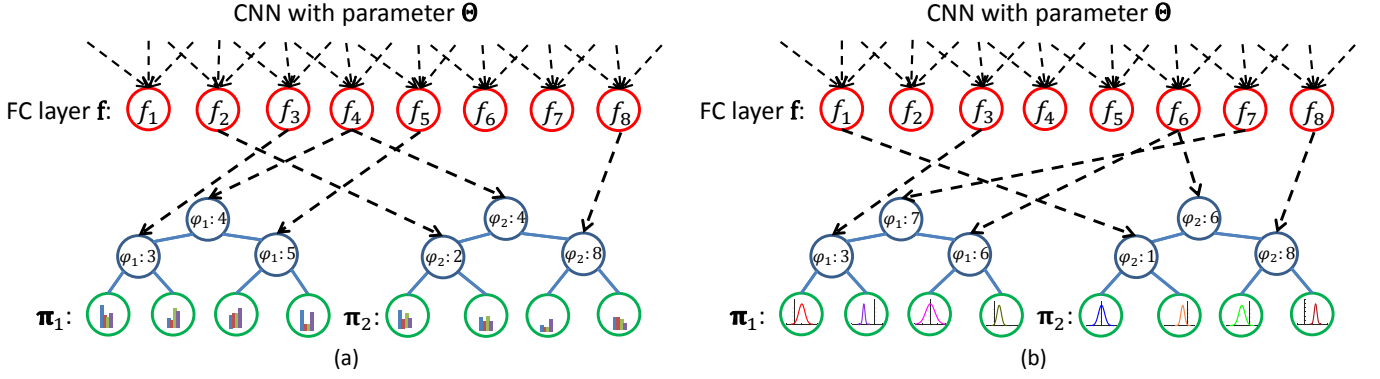 CNN with parameter Θ
FC layer f: f1 f2 f3 f4 f5 f6 f7 f8
φ1: 4
φ2: 4
φ1: 3
φ1: 5
φ2: 2
φ2: 8
π1:
π2:
(a)
CNN with parameter Θ
FC layer f: f1 f2 f3 f4 f5 f6 f7 f8
φ1: 7
φ2: 6
φ1: 3
φ1: 6
φ2: 1
φ2: 8
π1:
π2:
(b)